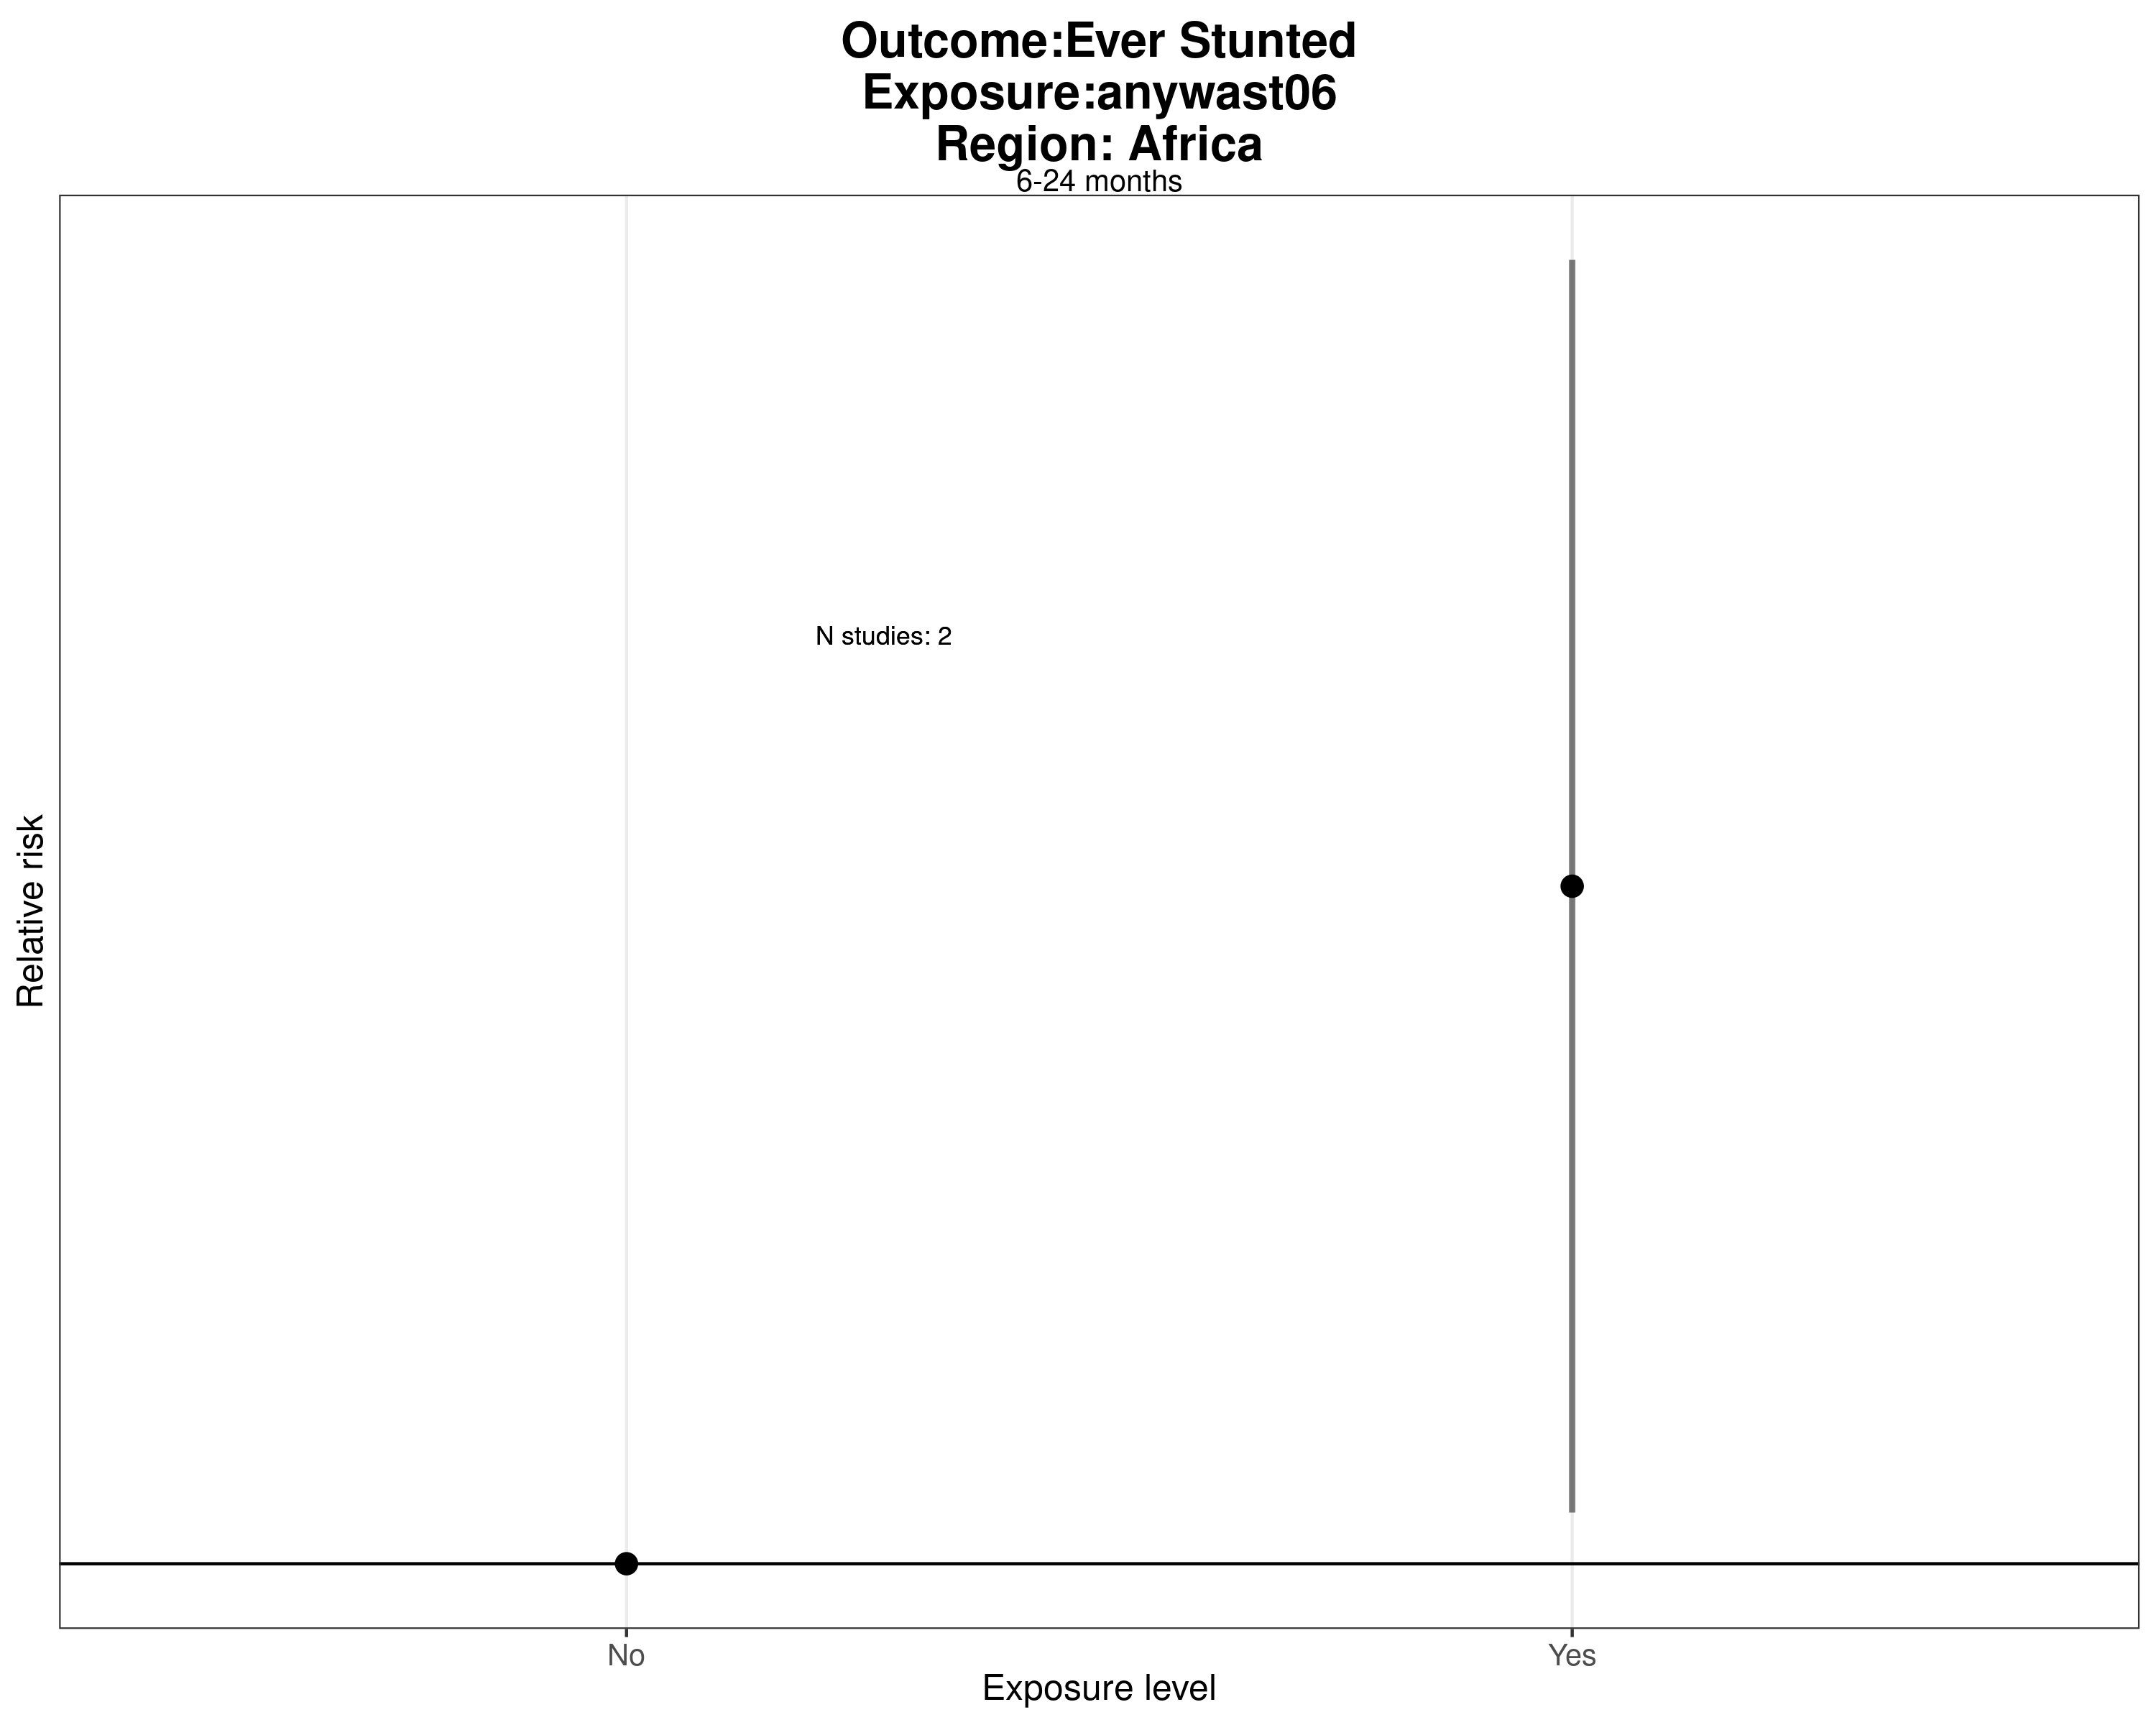 Outcome:Ever Stunted
Exposure:anywast06
Region: Africa
6-24 months
N studies: 2
Relative risk
No
Yes
Exposure level